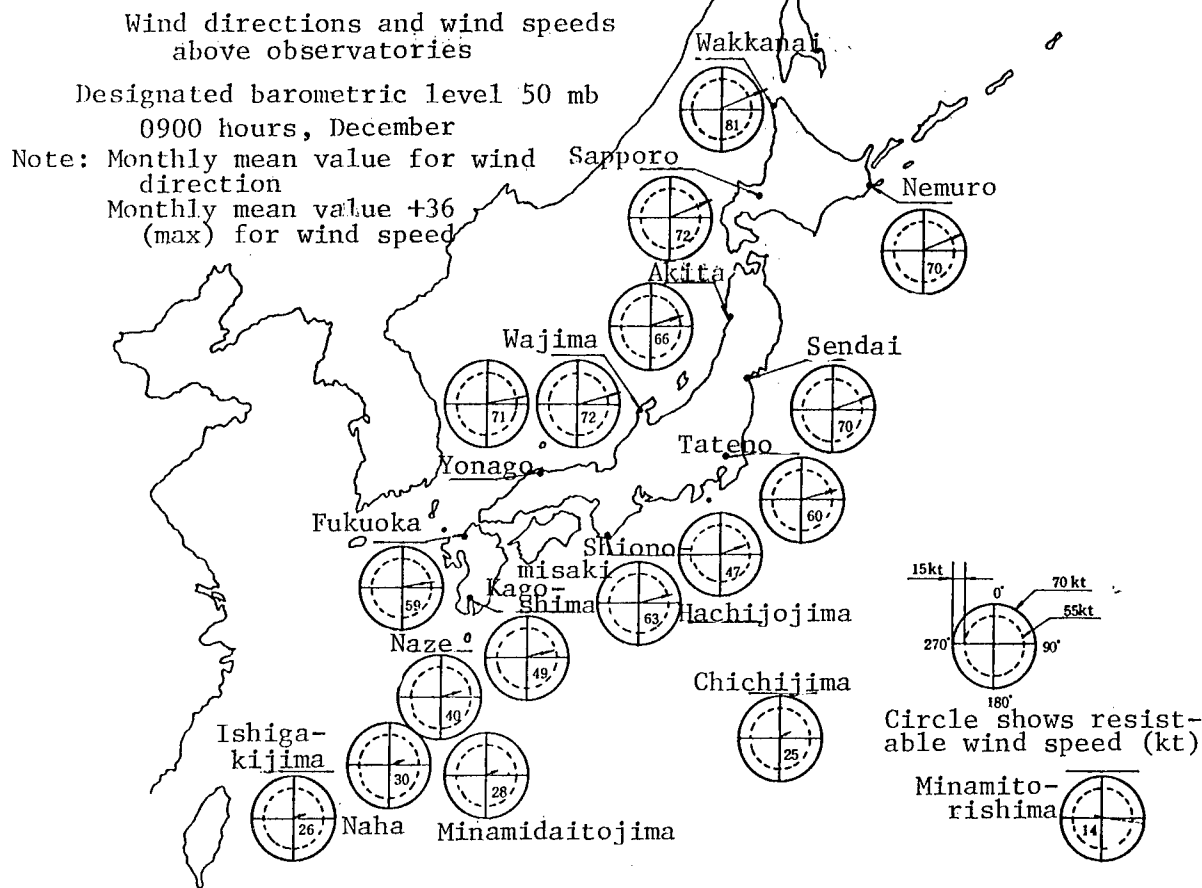 Wind directions and wind speeds
above observatories
Designated barometric level 50 mb
0900 hours, December
Note: Monthly mean value for wind
direction
Monthly mean value +36
(max) for wind speed
Wakkanai
81
Sapporo
72
Nemuro
70
Akita
66
Wajima
71
72
Sendai
70
Yonago
Tateno
60
Fukuoka
59
Shiono-
misaki
63
47
Hachijojima
Kago-
shima
49
Naze
40
Chichijima
25
Ishiga-
kijima
26
30
Naha
28
Minamidaitojima
15kt
70 kt
0°
55kt
270°
90°
180°
Circle shows resist-
able wind speed (kt)
Minamito-
rishima
14